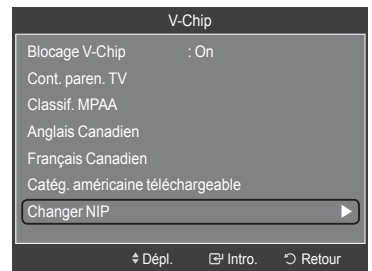 V-Chip
Blocage V-Chip : On
Cont. paren. TV
Classif. MPAA
Anglais Canadien
Français Canadien
Catég. américaine téléchargeable
Changer NIP
Dépl. Intro. Retour